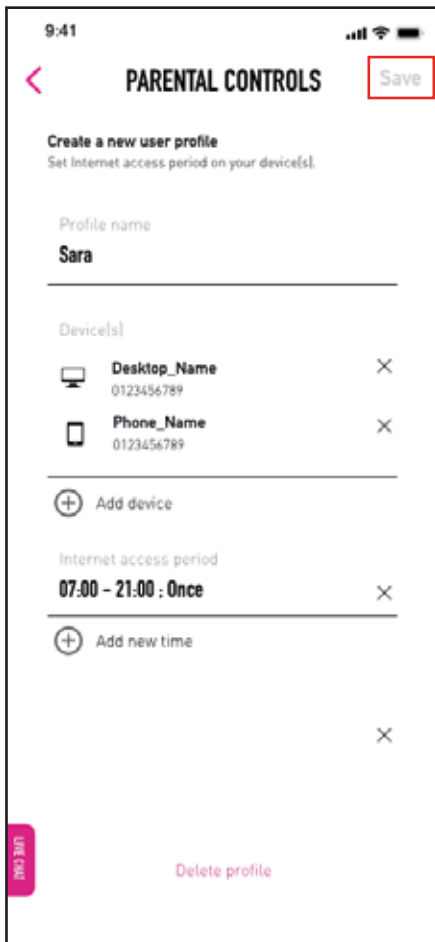 9:41
PARENTAL CONTROLS
Save
Create a new user profile
Set Internet access period on your device(s).
Profile name
Sara
Device(s)
Desktop_Name
0123456789
Phone_Name
0123456789
Add device
Internet access period
07:00 - 21:00 : Once
Add new time
LIVE CHAT
Delete profile